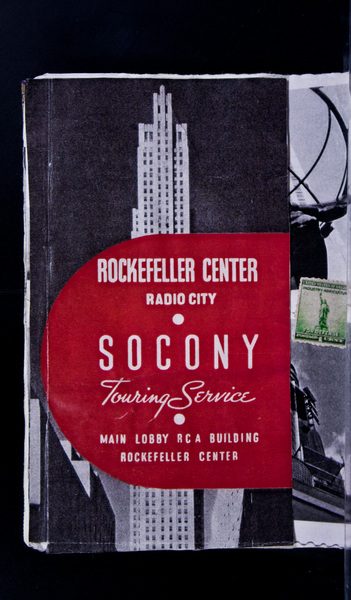 ROCKEFELLER CENTER
RADIO CITY
SOCONY
Touring Service
MAIN LOBBY RCA BUILDING
ROCKEFELLER CENTER